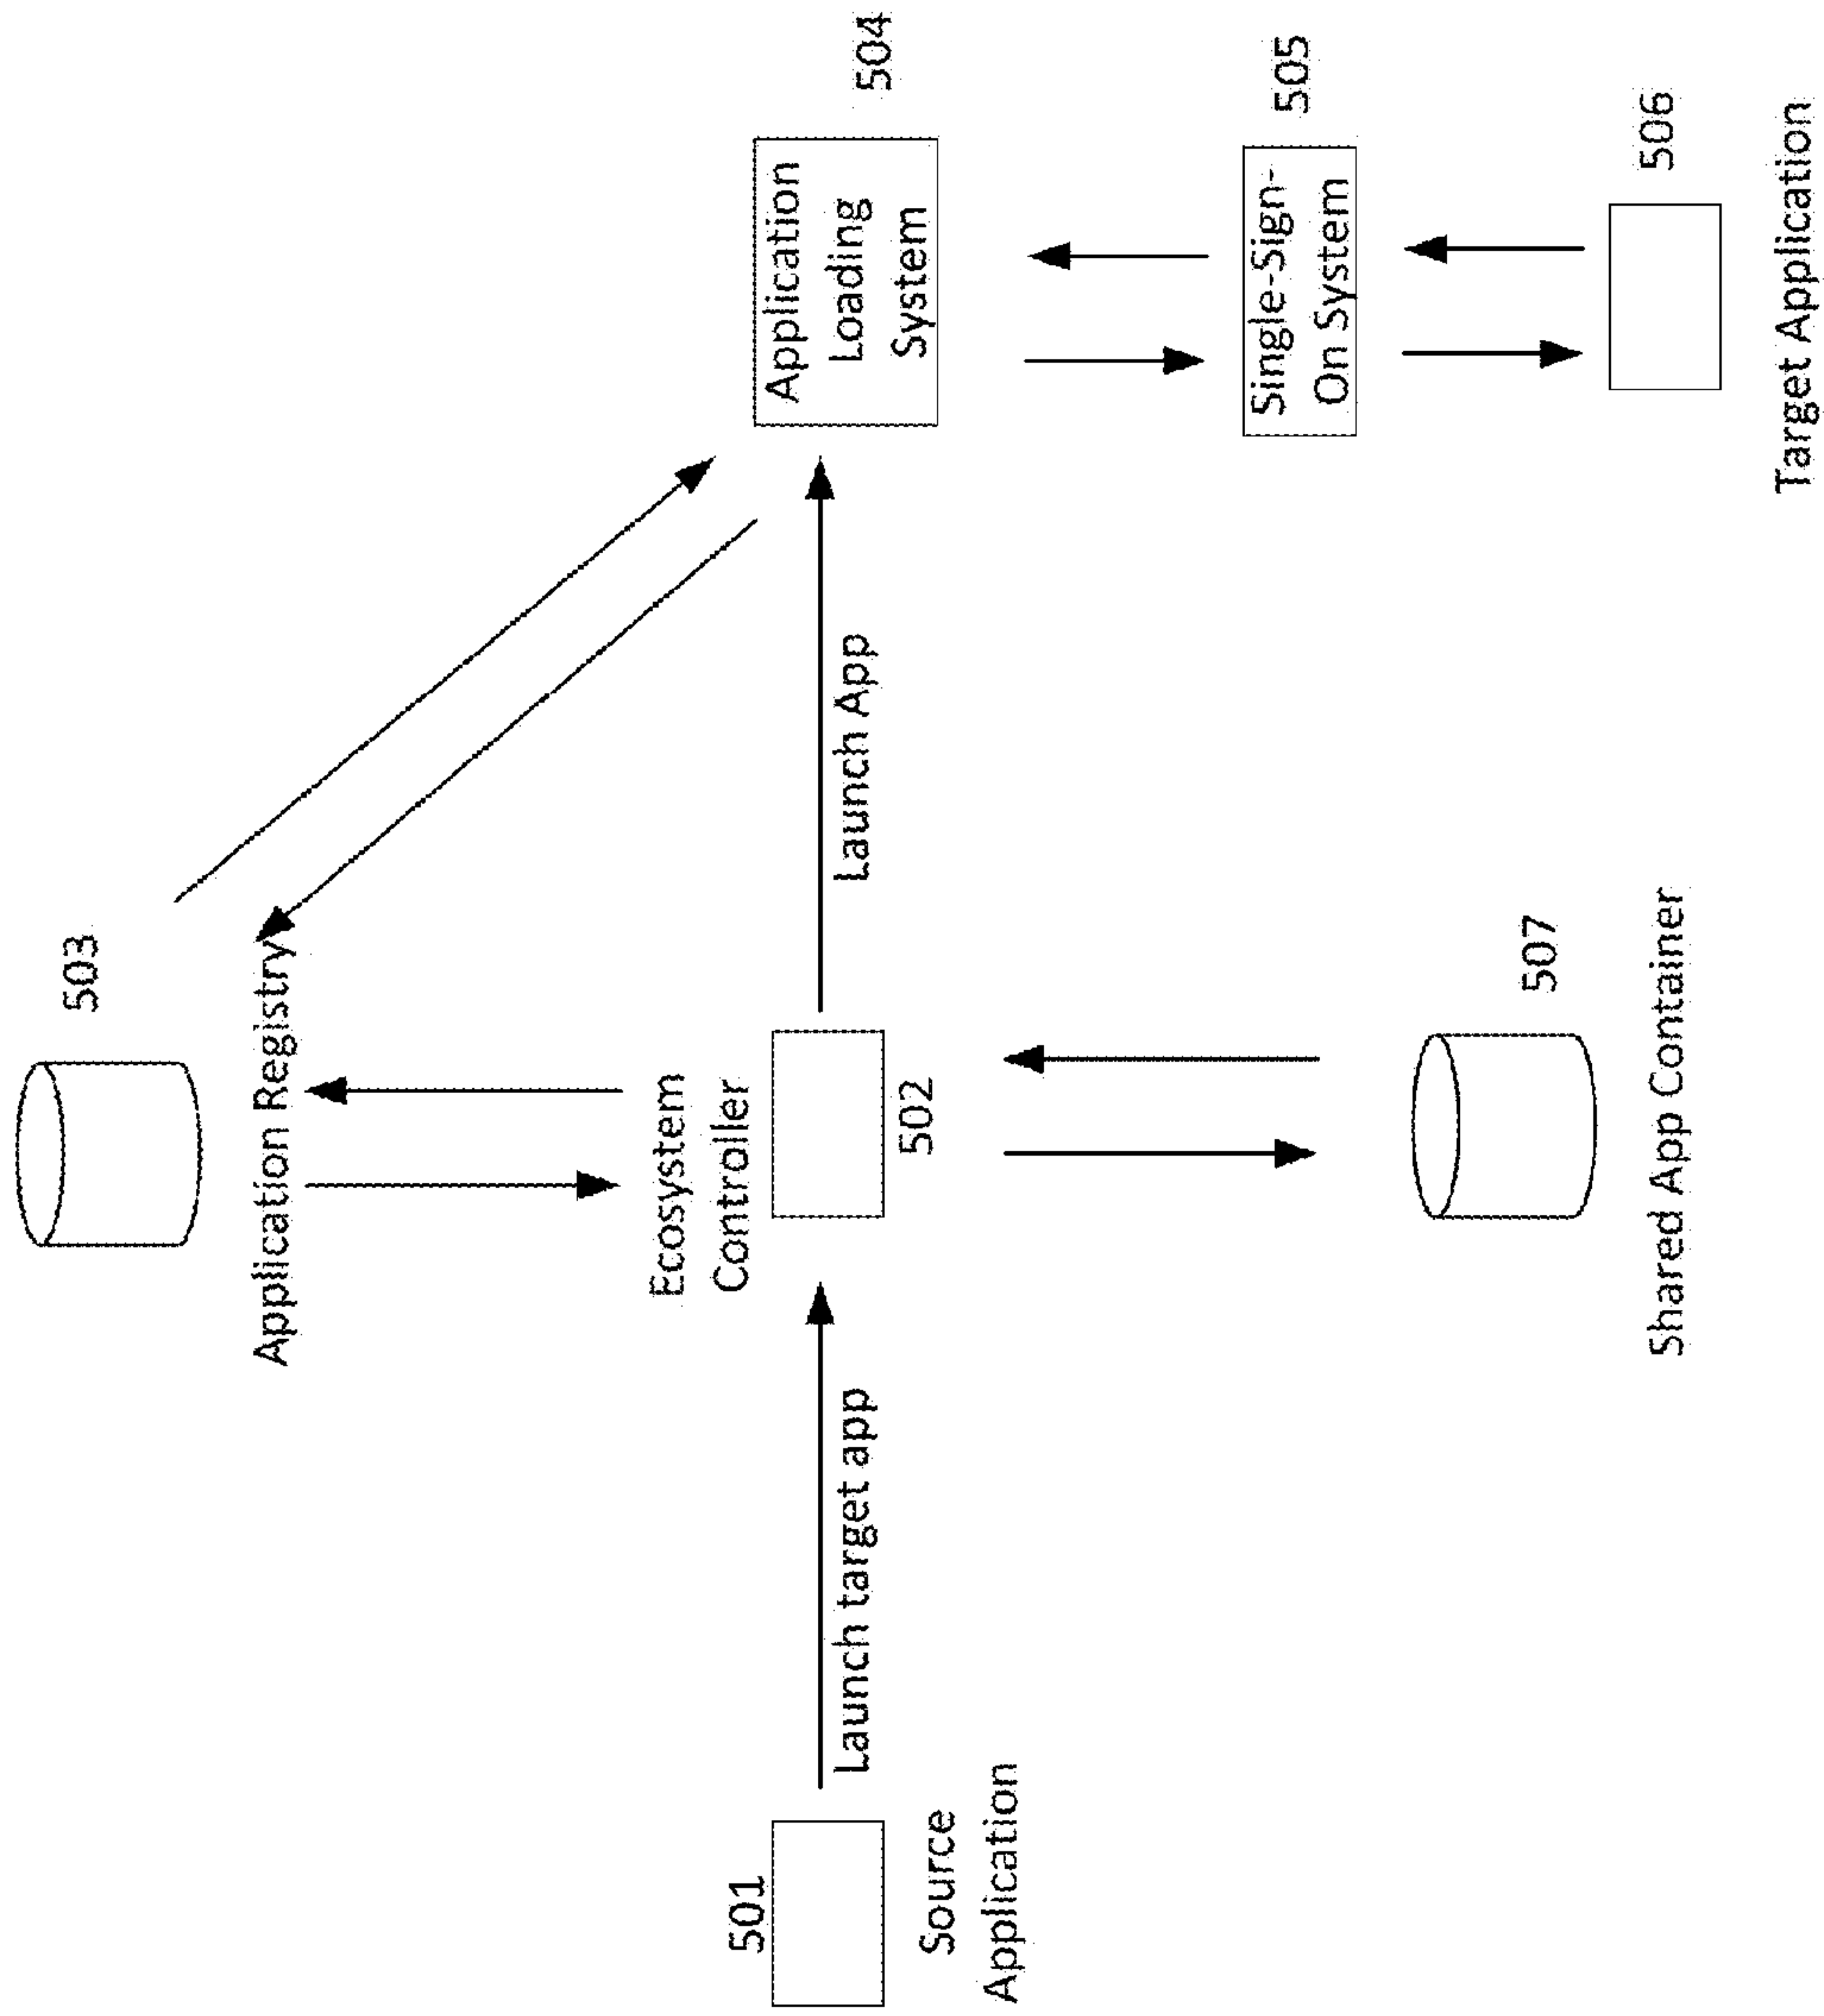 503
Application Registry
504
Application
Loading
System
Ecosystem
Controller
502
501
Source
Application
Launch target app
Launch App
Single-Sign-
On System
505
506
Target Application
507
Shared App Container